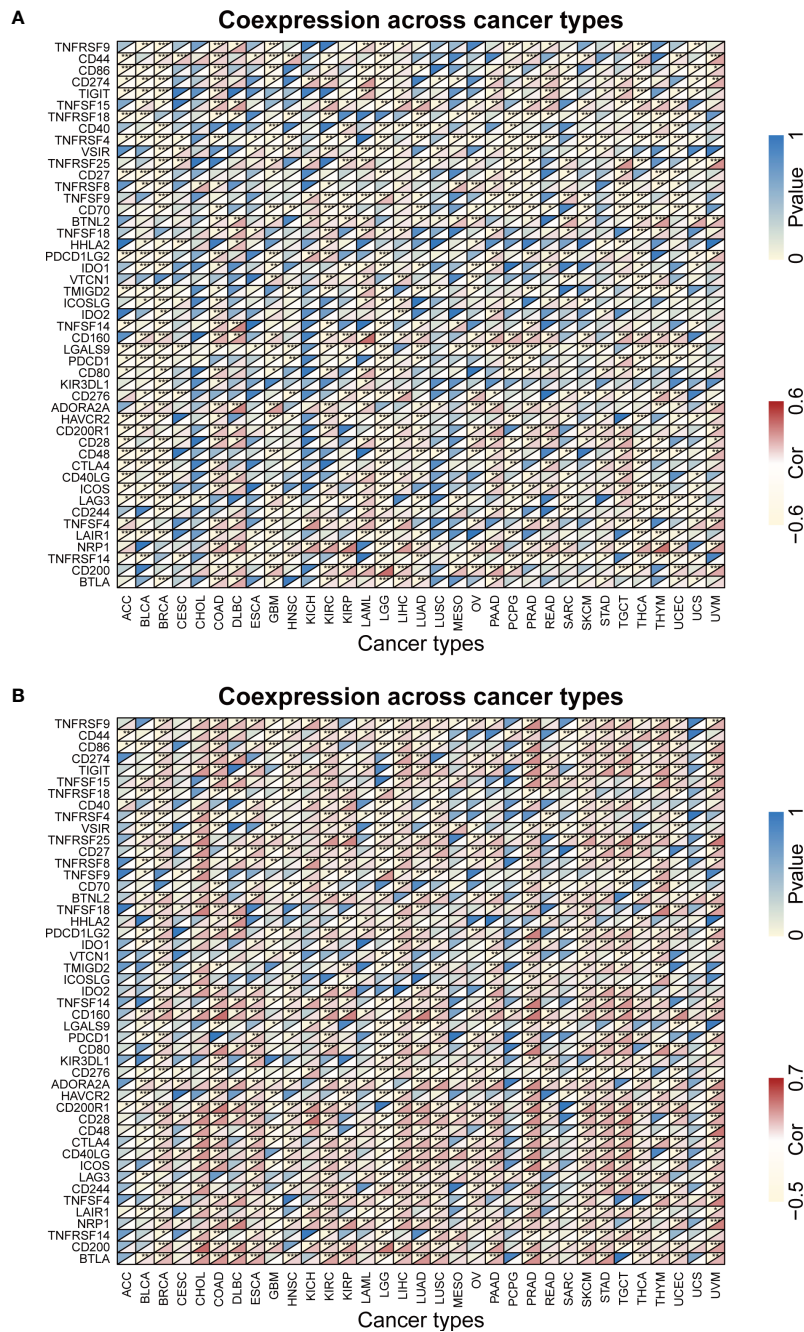 A
Coexpression across cancer types
TNFRSF9
CD44
CD86
CD274
TIGIT
TNFSF15
TNFRSF18
CD40
TNFRSF4
VSIR
TNFRSF25
CD27
TNFRSF8
TNFSF9
CD70
BTNL2
TNFSF18
HHLA2
PDCD1LG2
IDO1
VTCN1
TMIGD2
ICOSLG
IDO2
TNFSF14
CD160
LGALS9
PDCD1
CD80
KIR3DL1
CD276
ADORA2A
HAVCR2
CD200R1
CD28
CD48
CTLA4
CD40LG
ICOS
LAG3
CD244
TNFSF4
LAIR1
NRP1
TNFRSF14
CD200
BTLA
ACC
BLCA
BRCA
CESC
CHOL
COAD
DLBC
ESCA
GBM
HNSC
KICH
KIRC
KIRP
LAML
LGG
LIHC
LUAD
LUSC
MESO
OV
PAAD
PCPG
PRAD
READ
SARC
SKCM
STAD
TGCT
THCA
THYM
UCEC
UCS
UVM
Cancer types
0 Pvalue 1
−0.6 Cor 0.6
B
Coexpression across cancer types
TNFRSF9
CD44
CD86
CD274
TIGIT
TNFSF15
TNFRSF18
CD40
TNFRSF4
VSIR
TNFRSF25
CD27
TNFRSF8
TNFSF9
CD70
BTNL2
TNFSF18
HHLA2
PDCD1LG2
IDO1
VTCN1
TMIGD2
ICOSLG
IDO2
TNFSF14
CD160
LGALS9
PDCD1
CD80
KIR3DL1
CD276
ADORA2A
HAVCR2
CD200R1
CD28
CD48
CTLA4
CD40LG
ICOS
LAG3
CD244
TNFSF4
LAIR1
NRP1
TNFRSF14
CD200
BTLA
ACC
BLCA
BRCA
CESC
CHOL
COAD
DLBC
ESCA
GBM
HNSC
KICH
KIRC
KIRP
LAML
LGG
LIHC
LUAD
LUSC
MESO
OV
PAAD
PCPG
PRAD
READ
SARC
SKCM
STAD
TGCT
THCA
THYM
UCEC
UCS
UVM
Cancer types
0 Pvalue 1
−0.5 Cor 0.7